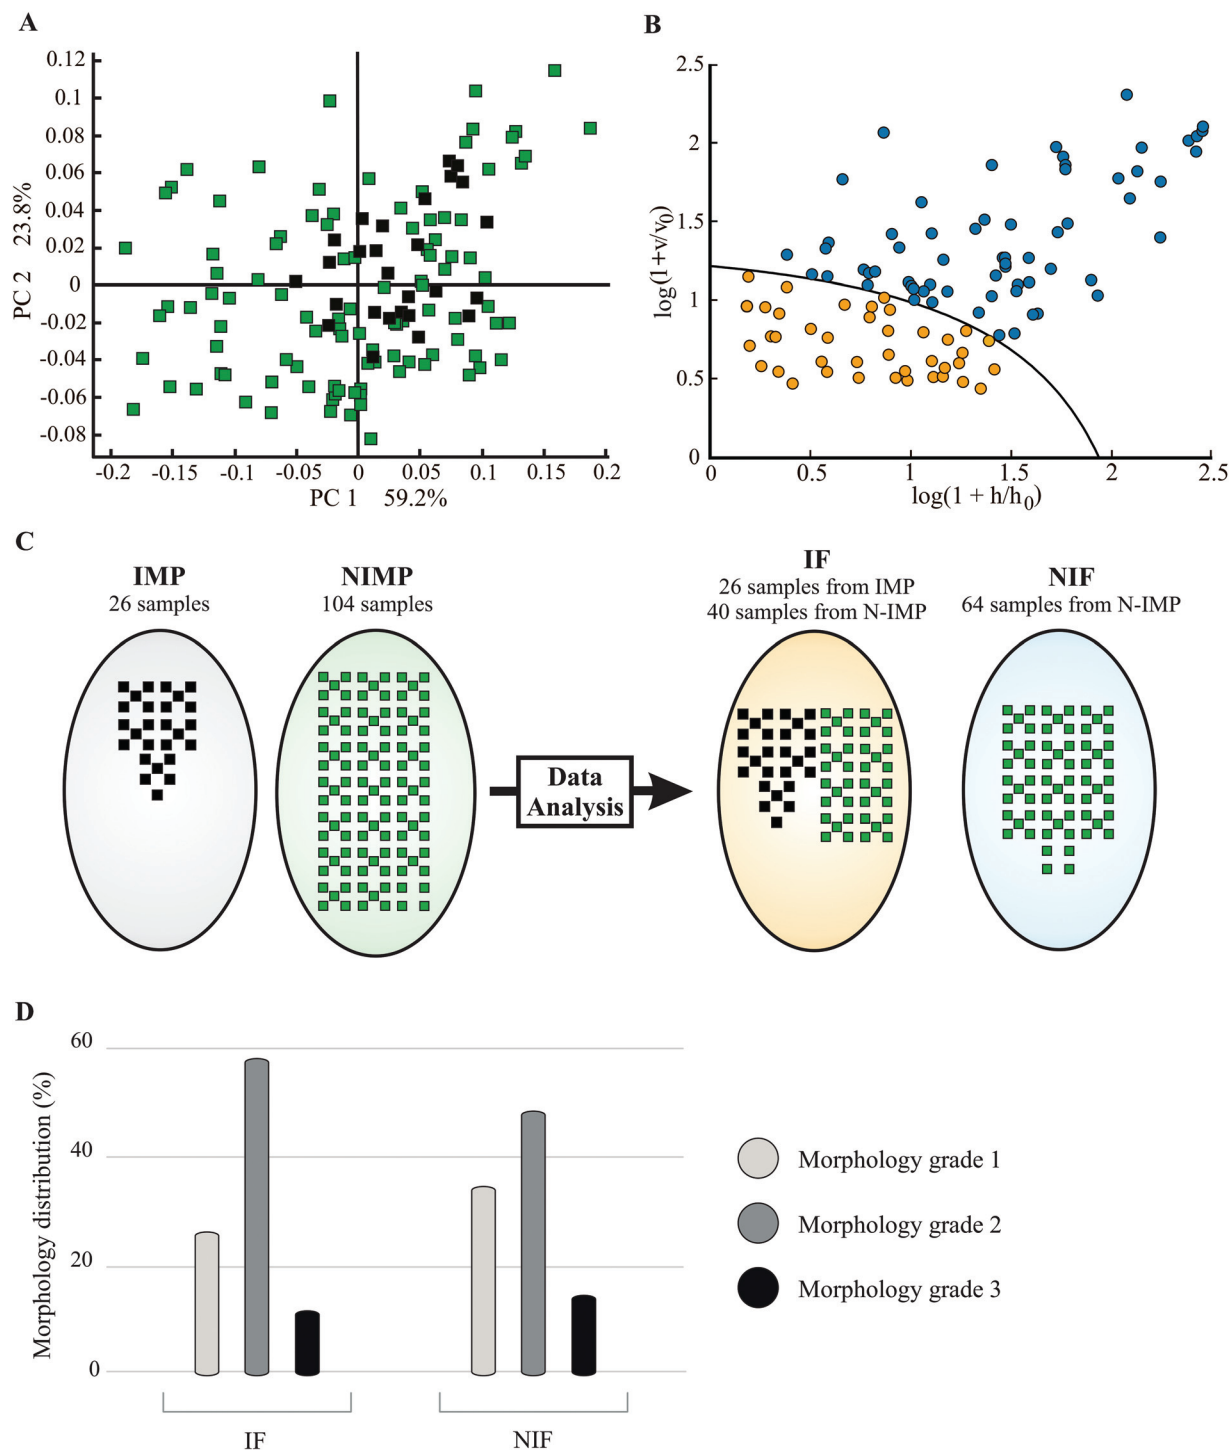 A
0.12
0.1
0.08
0.06
0.04
0.02
0
-0.02
-0.04
-0.06
-0.08
PC 2 23.8%
-0.2 -0.15 -0.1 -0.05 0 0.05 0.1 0.15 0.2
PC 1 59.2%
B
2.5
2
1.5
1
0.5
0
log(1+v/v0)
0 0.5 1 1.5 2 2.5
log(1 + h/h0)
C
IMP
26 samples
NIMP
104 samples
Data
Analysis
IF
26 samples from IMP
40 samples from N-IMP
NIF
64 samples from N-IMP
D
60
40
20
0
Morphology distribution (%)
IF
NIF
Morphology grade 1
Morphology grade 2
Morphology grade 3